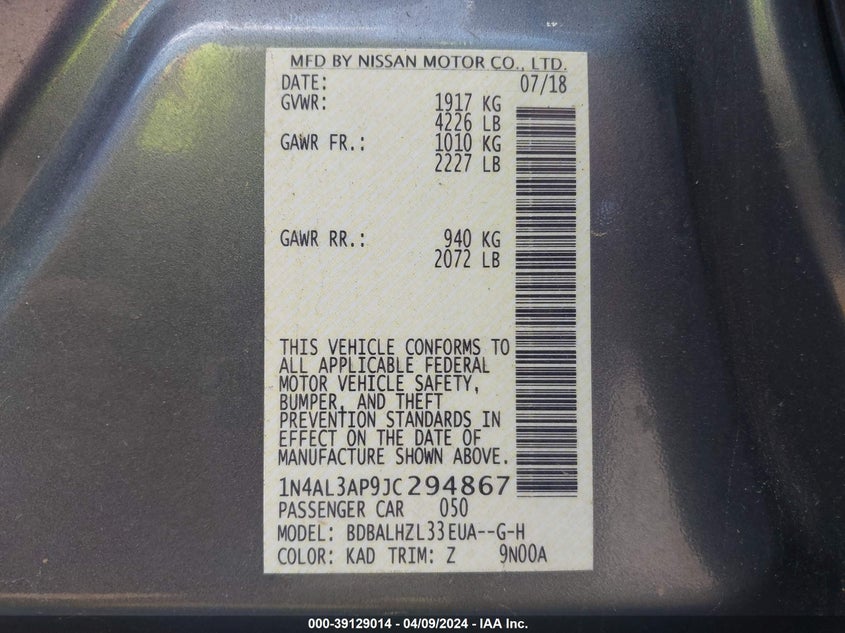 MFD BY NISSAN MOTOR CO., LTD.
DATE: 07/18
GVWR: 1917 KG
4226 LB
GAWR FR.: 1010 KG
2227 LB
GAWR RR.: 940 KG
2072 LB
THIS VEHICLE CONFORMS TO
ALL APPLICABLE FEDERAL
MOTOR VEHICLE SAFETY,
BUMPER, AND THEFT
PREVENTION STANDARDS IN
EFFECT ON THE DATE OF
MANUFACTURE SHOWN ABOVE.
1N4AL3AP9JC294867
PASSENGER CAR 050
MODEL: BDBALHZL33EUA--G-H
COLOR: KAD TRIM: Z 9N00A
000-39129014 - 04/09/2024 - IAA Inc.